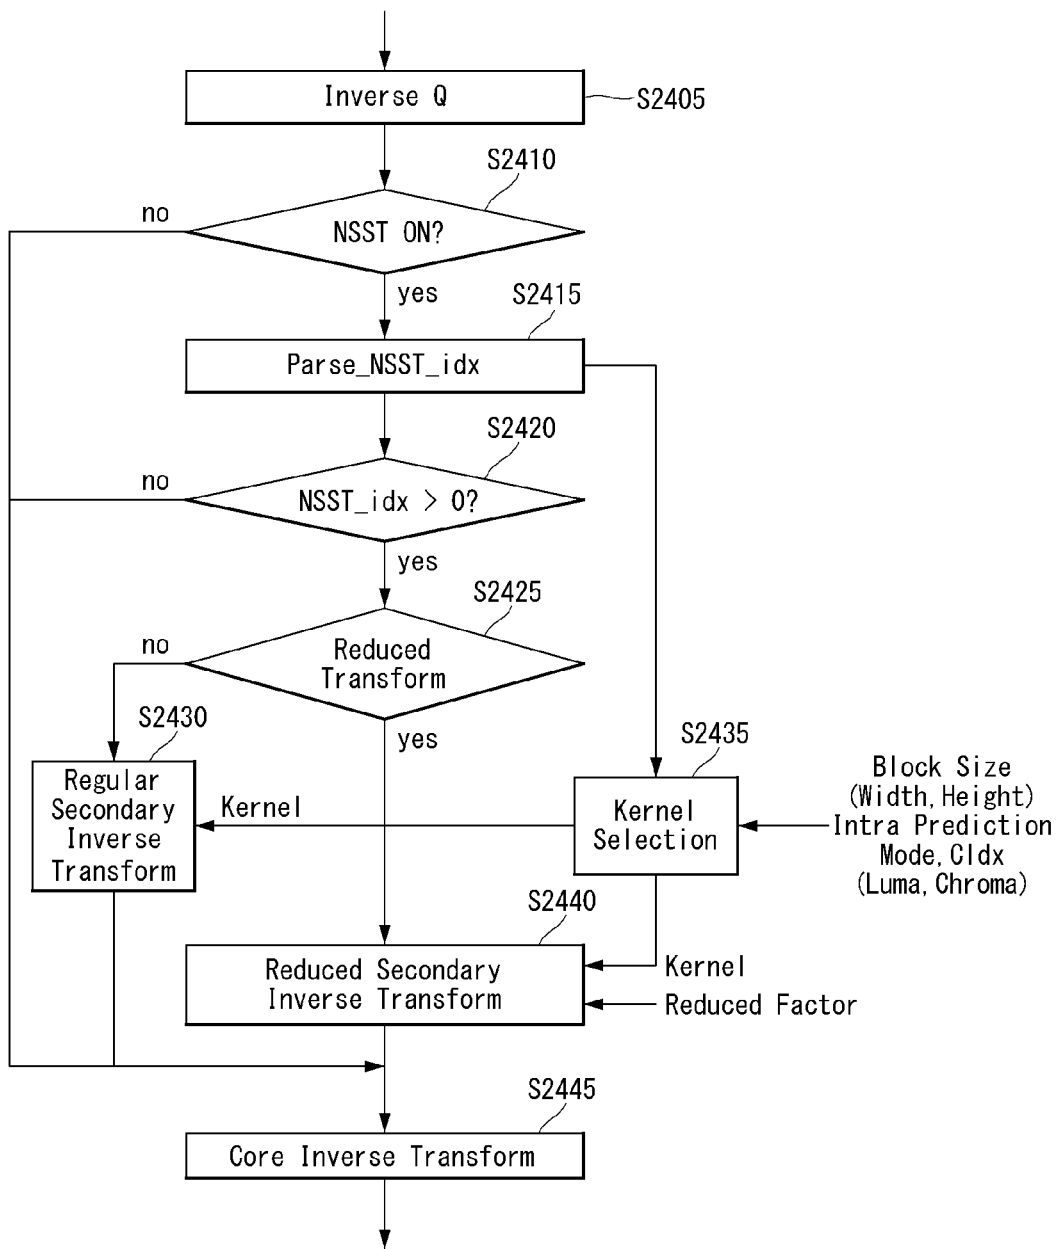 Inverse Q
S2405
S2410
no
NSST ON?
yes
S2415
Parse_NSST_idx
S2420
no
NSST_idx > 0?
yes
S2425
no
Reduced
Transform
yes
S2430
S2435
Regular
Secondary
Inverse
Transform
Kernel
Kernel
Selection
Block Size
(Width, Height)
Intra Prediction
Mode, CIdx
(Luma, Chroma)
S2440
Reduced Secondary
Inverse Transform
Kernel
Reduced Factor
S2445
Core Inverse Transform